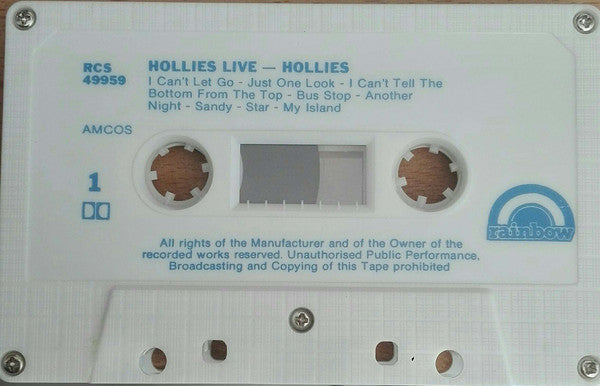 RCS
49959
HOLLIES LIVE — HOLLIES
I Can't Let Go - Just One Look - I Can't Tell The
Bottom From The Top - Bus Stop - Another
Night - Sandy - Star - My Island
AMCOS
1
rainbow
All rights of the Manufacturer and of the Owner of the
recorded works reserved. Unauthorised Public Performance,
Broadcasting and Copying of this Tape prohibited